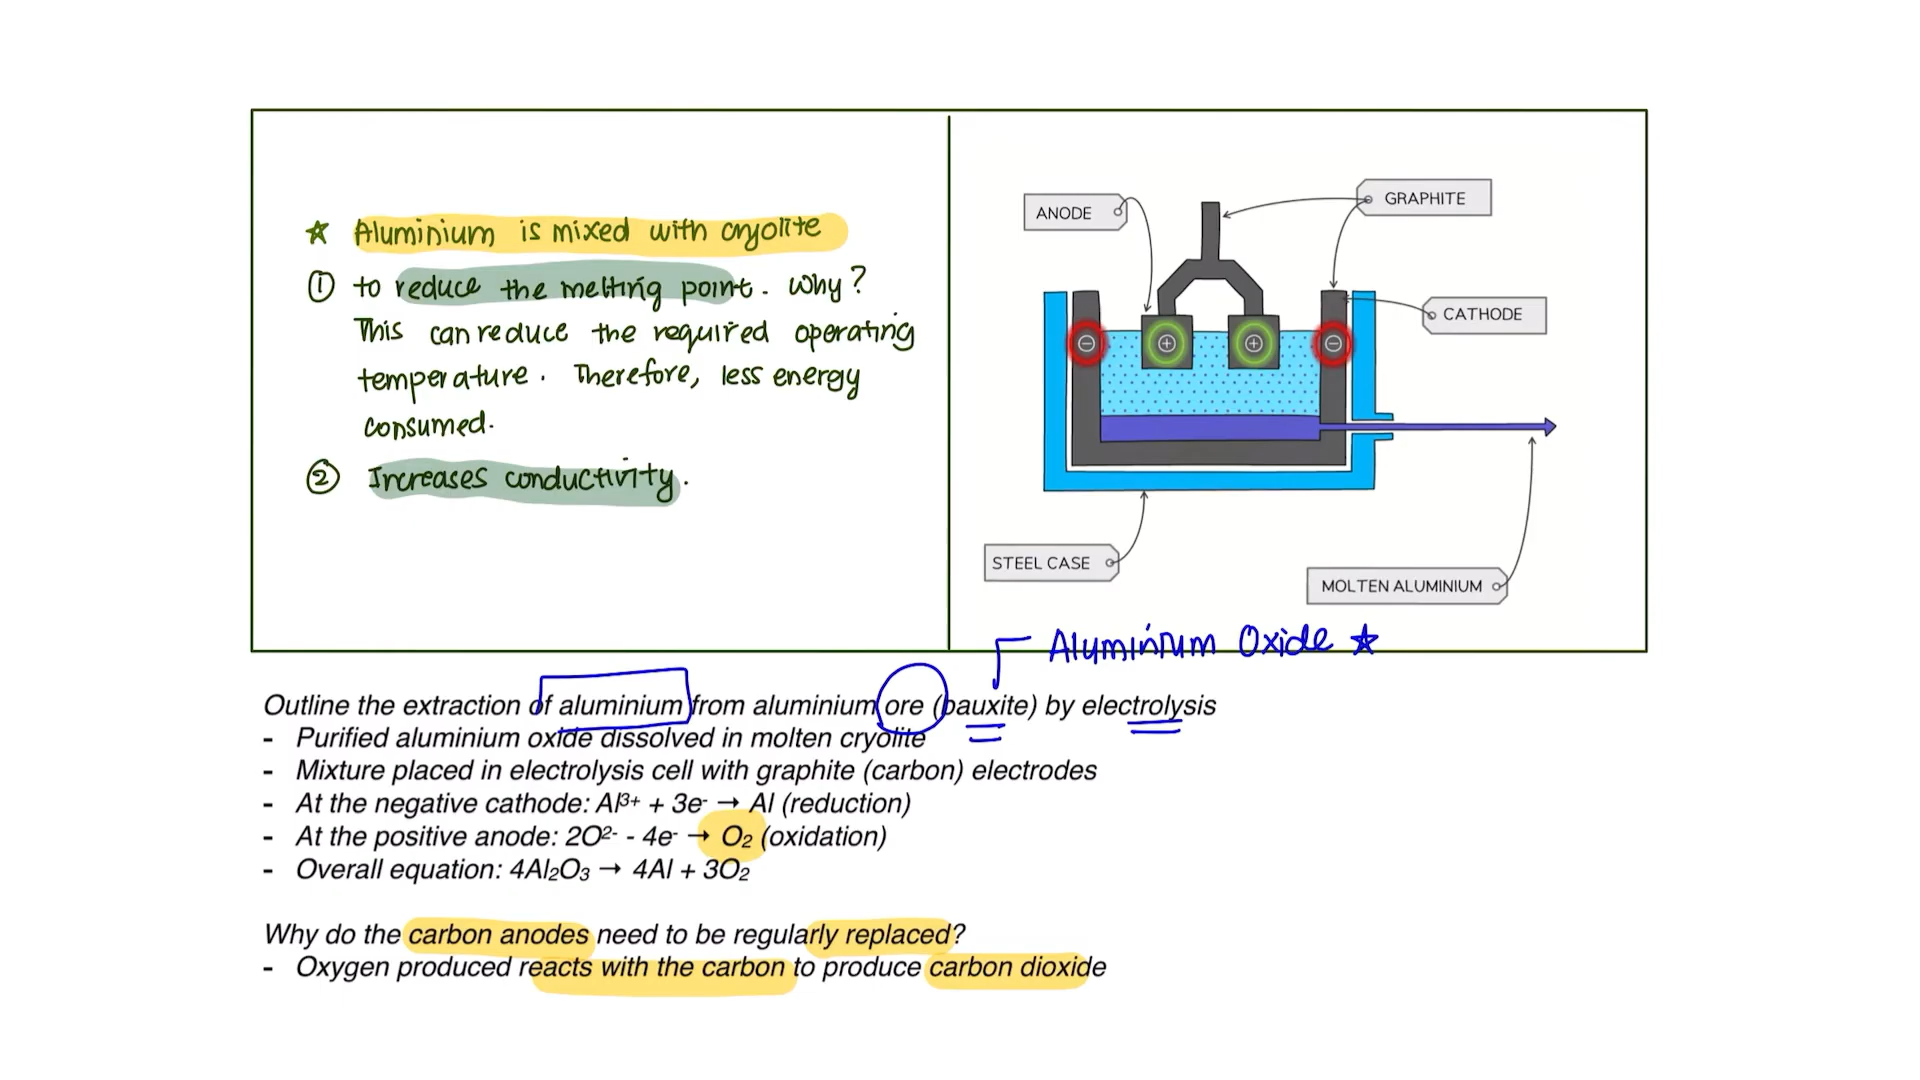 ☆ Aluminium is mixed with cryolite
① to reduce the melting point. Why?
This can reduce the required operating
temperature. Therefore, less energy
consumed.
② Increases conductivity.
ANODE
GRAPHITE
CATHODE
⊖ ⊕ ⊕ ⊖
STEEL CASE
MOLTEN ALUMINIUM
Aluminium Oxide ☆
Outline the extraction of aluminium from aluminium ore (bauxite) by electrolysis
- Purified aluminium oxide dissolved in molten cryolite
- Mixture placed in electrolysis cell with graphite (carbon) electrodes
- At the negative cathode: Al³⁺ + 3e⁻ → Al (reduction)
- At the positive anode: 2O²⁻ - 4e⁻ → O₂ (oxidation)
- Overall equation: 4Al₂O₃ → 4Al + 3O₂
Why do the carbon anodes need to be regularly replaced?
- Oxygen produced reacts with the carbon to produce carbon dioxide